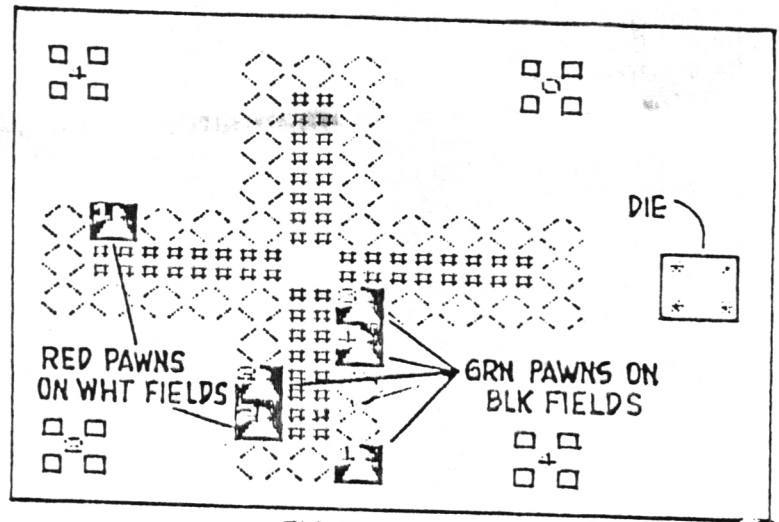 DIE
RED PAWNS
ON WHT FIELDS
GRN PAWNS ON
BLK FIELDS